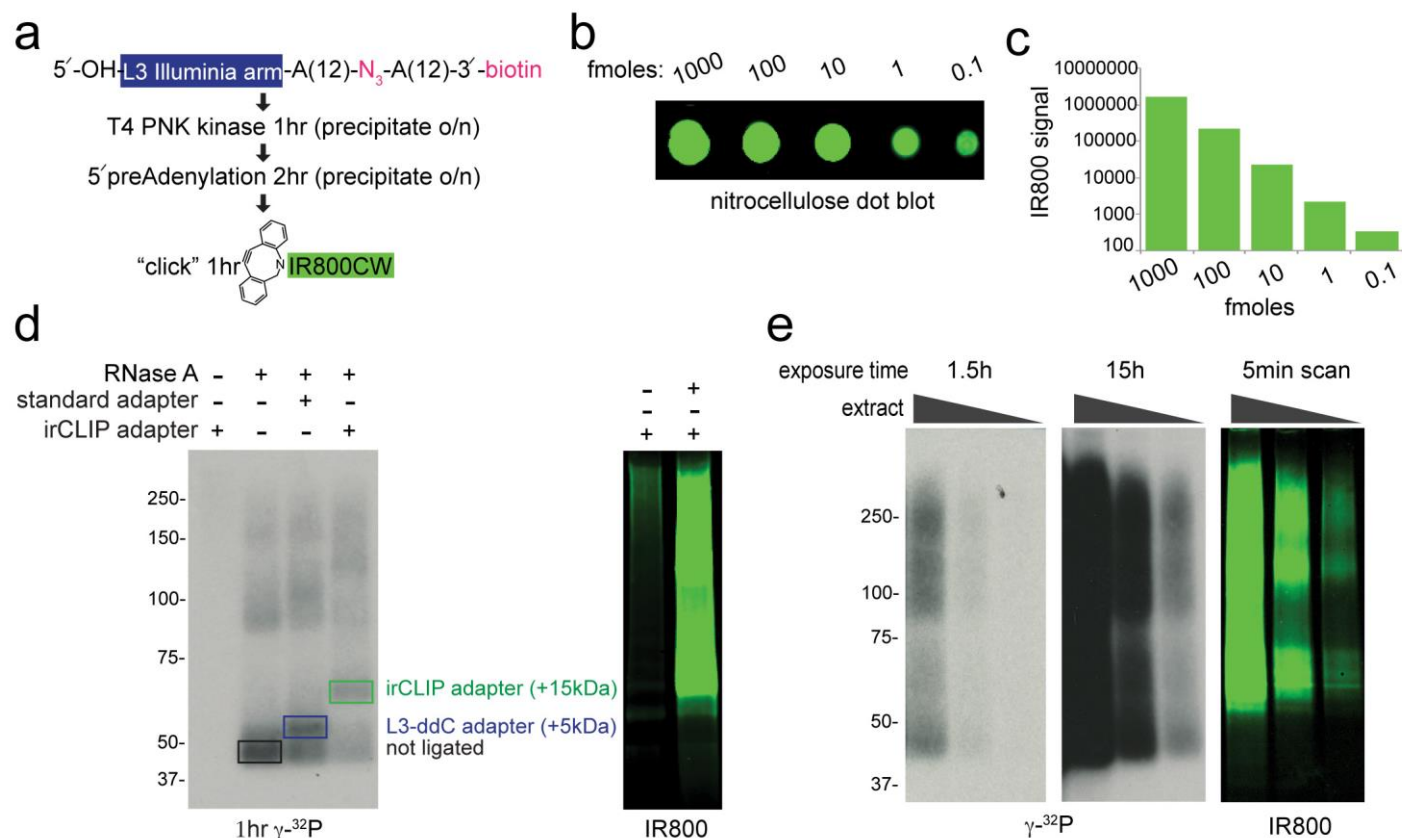 a
5′-OH-L3 Illuminia arm-A(12)-N3-A(12)-3′-biotin
T4 PNK kinase 1hr (precipitate o/n)
5′preAdenylation 2hr (precipitate o/n)
“click” 1hr N IR800CW
b
fmoles: 1000 100 10 1 0.1
nitrocellulose dot blot
c
IR800 signal
10000000
1000000
100000
10000
1000
100
1000 100 10 1 0.1
fmoles
d
RNase A - + + +
standard adapter - - + -
irCLIP adapter + - - +
250-
150-
100-
75-
50-
37-
irCLIP adapter (+15kDa)
L3-ddC adapter (+5kDa)
not ligated
1hr γ-³²P
- +
- -
+ +
IR800
e
exposure time 1.5h 15h 5min scan
extract
250-
100-
75-
50-
37-
γ-³²P IR800